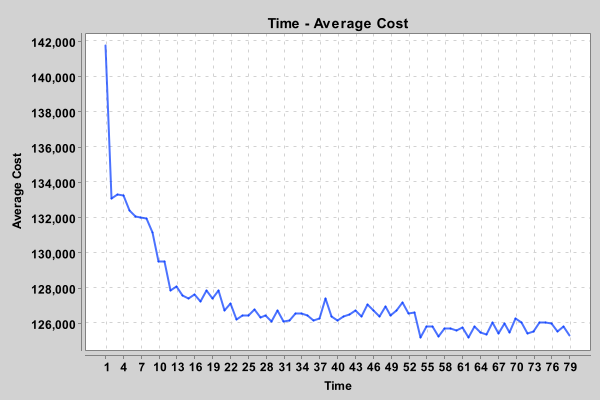 Time - Average Cost
142,000
140,000
138,000
136,000
134,000
132,000
130,000
128,000
126,000
Average Cost
1 4 7 10 13 16 19 22 25 28 31 34 37 40 43 46 49 52 55 58 61 64 67 70 73 76 79
Time